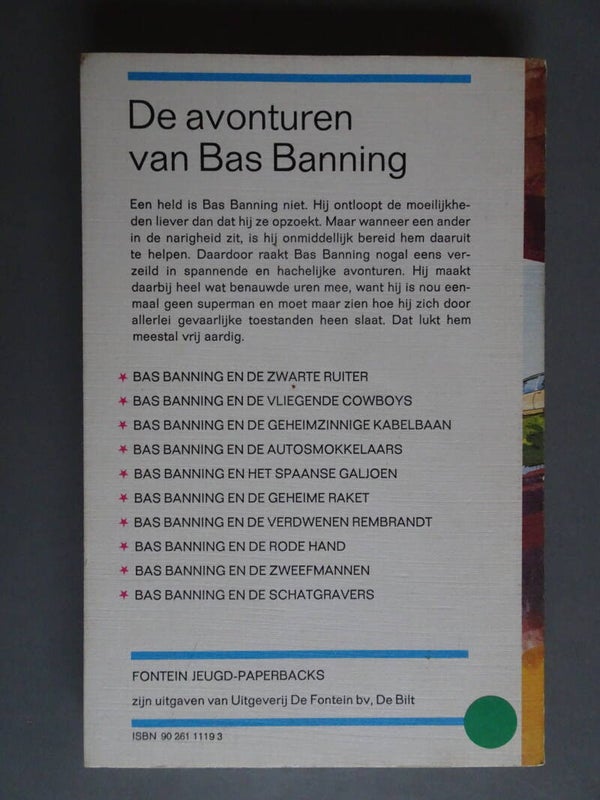 De avonturen
van Bas Banning
Een held is Bas Banning niet. Hij ontloopt de moeilijkhe-
den liever dan dat hij ze opzoekt. Maar wanneer een ander
in de narigheid zit, is hij onmiddellijk bereid hem daaruit
te helpen. Daardoor raakt Bas Banning nogal eens ver-
zeild in spannende en hachelijke avonturen. Hij maakt
daarbij heel wat benauwde uren mee, want hij is nou een-
maal geen superman en moet maar zien hoe hij zich door
allerlei gevaarlijke toestanden heen slaat. Dat lukt hem
meestal vrij aardig.
★ BAS BANNING EN DE ZWARTE RUITER
★ BAS BANNING EN DE VLIEGENDE COWBOYS
★ BAS BANNING EN DE GEHEIMZINNIGE KABELBAAN
★ BAS BANNING EN DE AUTOSMOKKELAARS
★ BAS BANNING EN HET SPAANSE GALJOEN
★ BAS BANNING EN DE GEHEIME RAKET
★ BAS BANNING EN DE VERDWENEN REMBRANDT
★ BAS BANNING EN DE RODE HAND
★ BAS BANNING EN DE ZWEEFMANNEN
★ BAS BANNING EN DE SCHATGRAVERS
FONTEIN JEUGD-PAPERBACKS
zijn uitgaven van Uitgeverij De Fontein bv, De Bilt
ISBN 90 261 1119 3